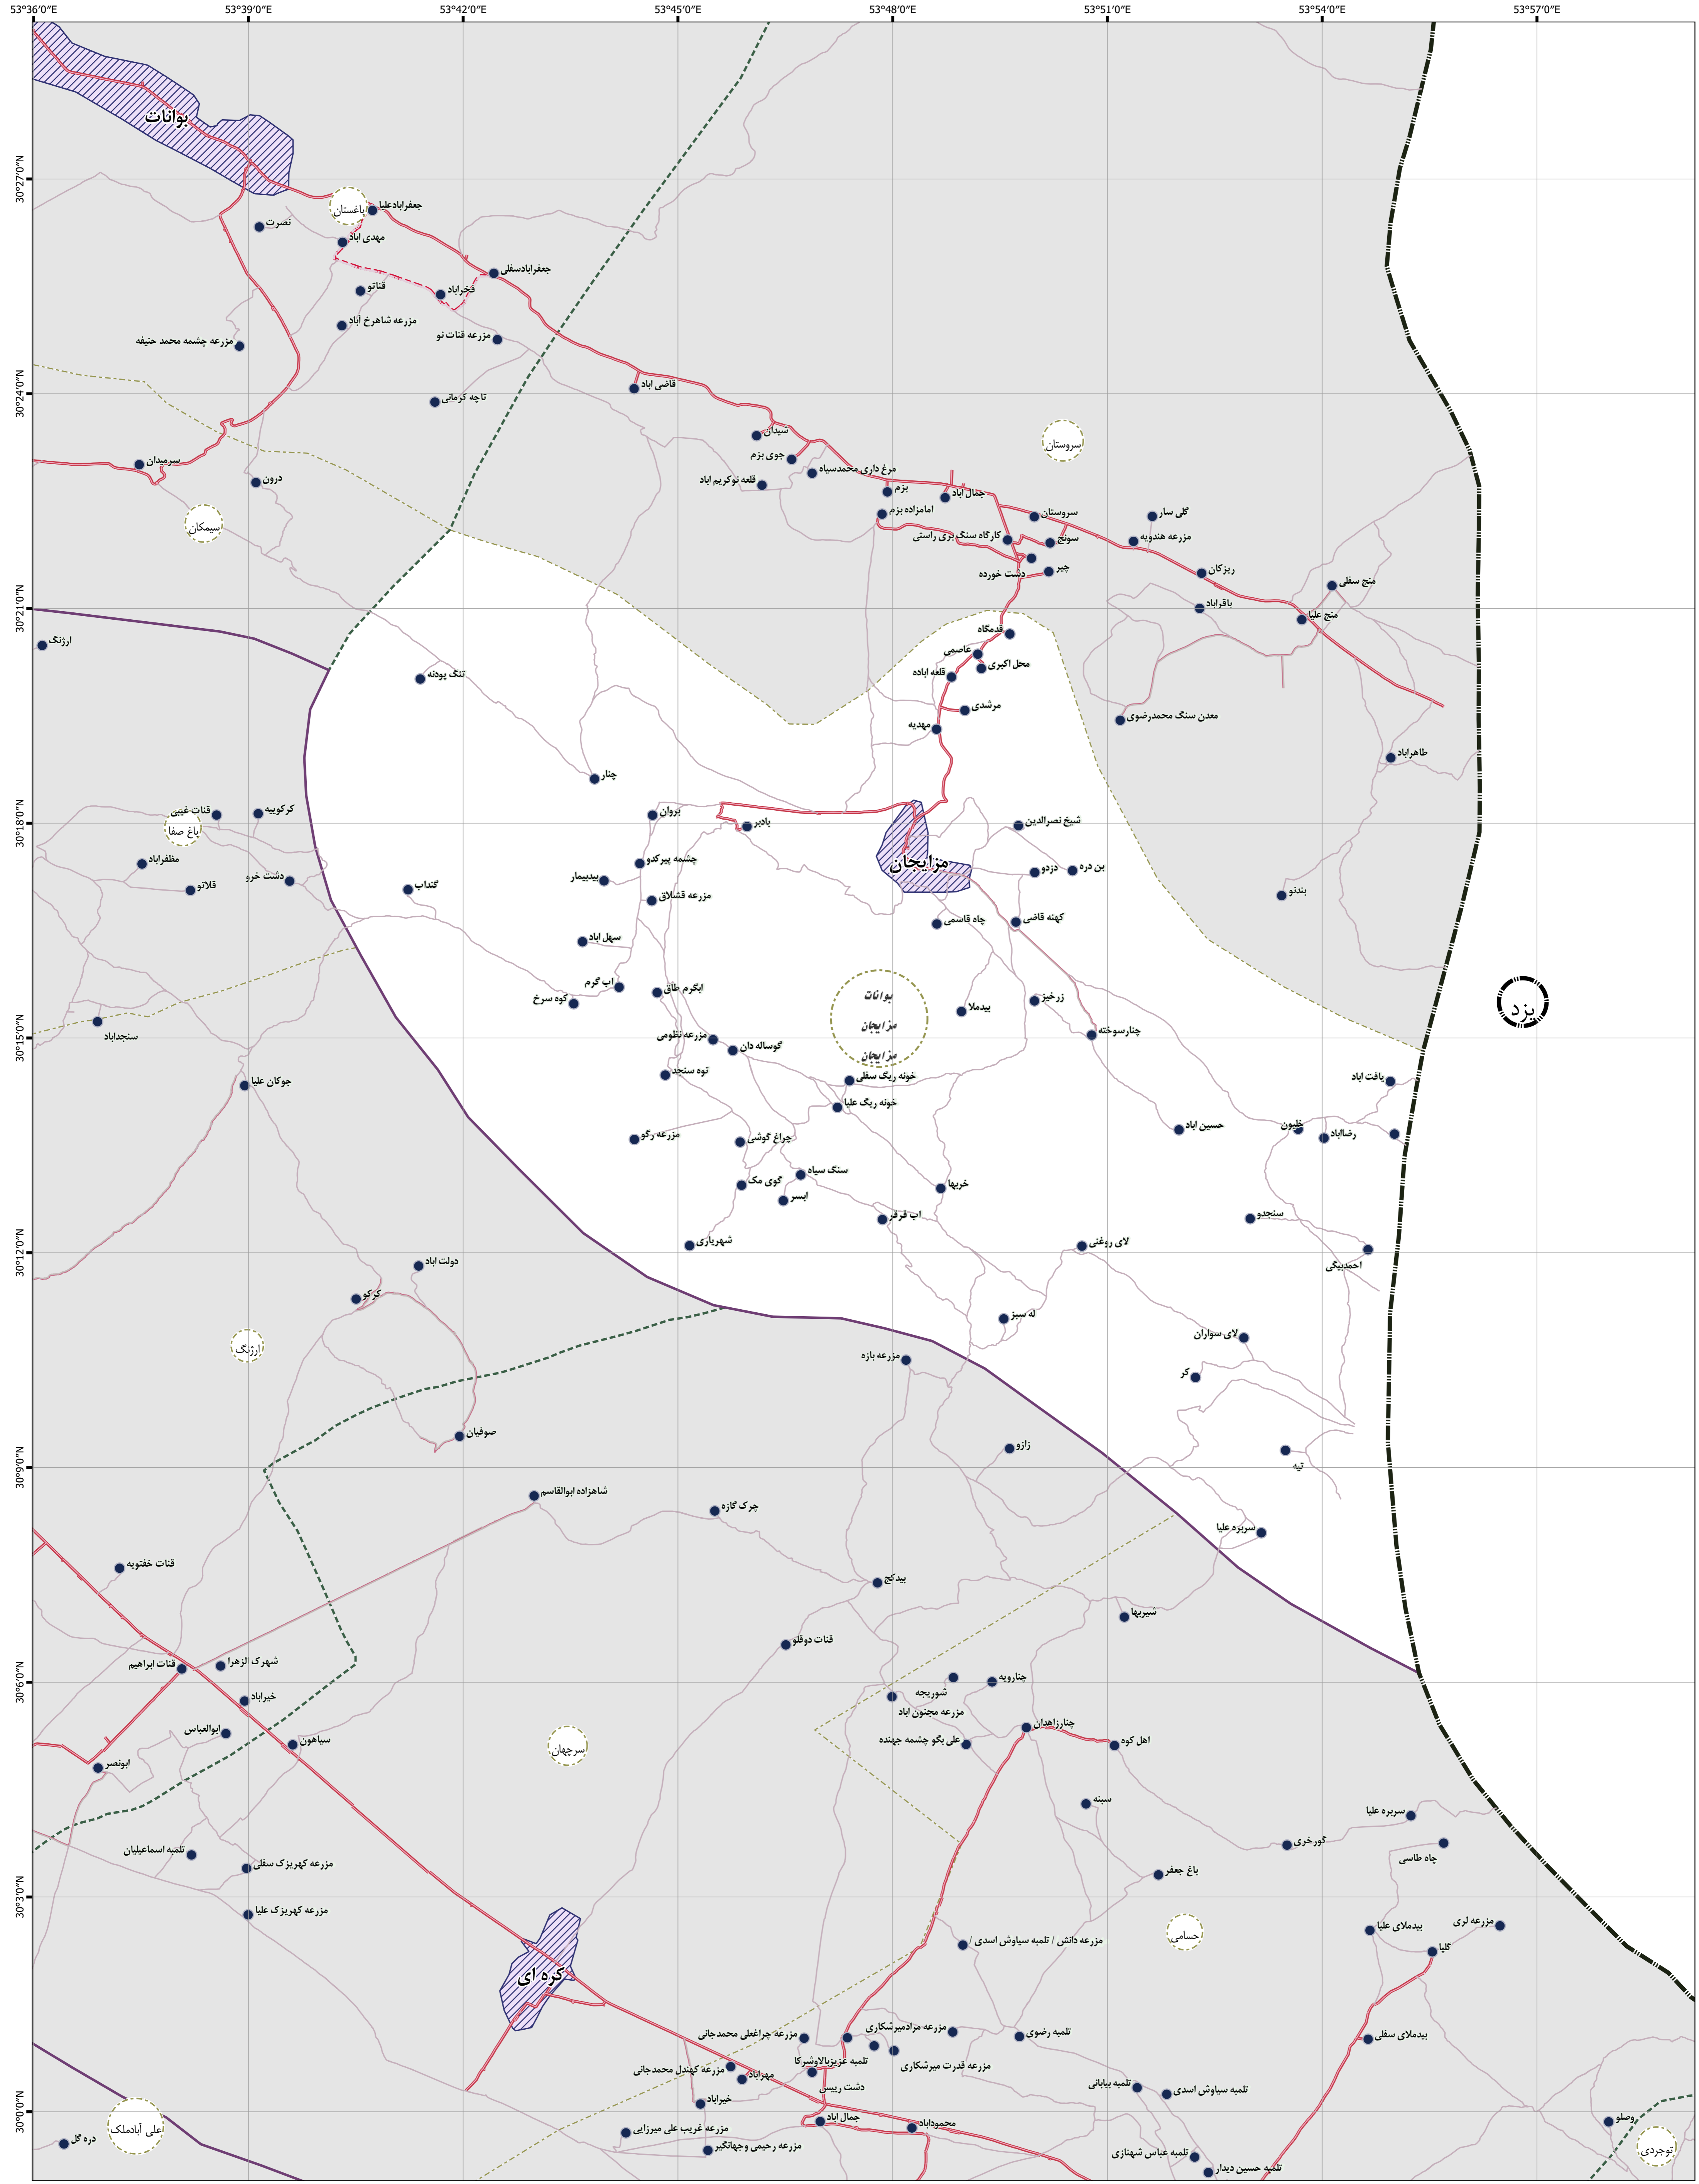 53°36'0"E
53°39'0"E
53°42'0"E
53°45'0"E
53°48'0"E
53°51'0"E
53°54'0"E
53°57'0"E
بوانات
30°27'0"N
باغستان
جعفرابادعلیا
نصرت
مهدی اباد
جعفرابادسفلی
قناتو
فخراباد
مزرعه شاهرخ اباد
مزرعه قنات نو
مزرعه چشمه محمد حنیفه
30°24'0"N
قاضی اباد
تاچه کرمانی
سیدان
سروستان
جوی بزم
سرمیدان
مرغ داری محمدسیاه
درون
قلعه نوکریم اباد
بزم
جمال اباد
امامزاده بزم
سروستان
گلی سار
سیمکان
کارگاه سنگ بری راستی
سونج
مزرعه هندویه
دشت خورده
چیر
ریزکان
منج سفلی
30°21'0"N
باقراباد
منج علیا
ارژنگ
قدمگاه
عاصمی
محل اکبری
قلعه اباده
تنگ پودنه
مرشدی
معدن سنگ محمدرضوی
مهدیه
طاهراباد
چنار
قنات غیبی
کرکوییه
باغ صفا
30°18'0"N
بروان
بادبر
شیخ نصرالدین
مظفراباد
چشمه پیرکدو
مزایجان
بن دره
دزدو
دشت خرو
قلاتو
گنداب
بیدبیمار
مزرعه قشلاق
بندنو
چاه قاسمی
کهنه قاضی
سهل اباد
اب گرم
کوه سرخ
ابگرم طاق
بوانات
مزایجان
مزایجان
بیدملا
زرخیز
یزد
سنجداباد
30°15'0"N
مزرعه نظومی
گوساله دان
چنارسوخته
توه سنجد
خونه ریگ سفلی
یافت اباد
جوکان علیا
خونه ریگ علیا
مزرعه رگو
چراغ گوشی
حسین اباد
خلیون
رضااباد
سنگ سیاه
گوی مک
ابسر
خربها
اب قرقر
سنجدو
شهریاری
لای روغنی
30°12'0"N
احمدبیگی
دولت اباد
کرکو
له سبز
لای سواران
ارژنگ
مزرعه بازه
کر
صوفیان
زازو
تیه
30°9'0"N
شاهزاده ابوالقاسم
چرک گازه
سربره علیا
قنات خفتویه
بیدکج
شیربها
قنات دوقلو
قنات ابراهیم
شهرک الزهرا
30°6'0"N
چنارویه
شوریجه
خیراباد
مزرعه مجنون اباد
ابوالعباس
سیاهون
سرچهان
چنارزاهدان
علی بگو چشمه جهنده
اهل کوه
ابونصر
سبنه
سربره علیا
گورخری
چاه طاسی
تلمبه اسماعیلیان
مزرعه کهریزک سفلی
باغ جعفر
30°3'0"N
مزرعه کهریزک علیا
حسامی
بیدملای علیا
مزرعه لری
مزرعه دانش / تلمبه سیاوش اسدی /
گلپا
کره ای
مزرعه چراغعلی محمدجانی
مزرعه مرادمیرشکاری
تلمبه رضوی
بیدملای سفلی
تلمبه عزیزبالاوشرکا
مزرعه قدرت میرشکاری
مزرعه کهندل محمدجانی
مهراباد
دشت رییس
تلمبه بیابانی
تلمبه سیاوش اسدی
خیراباد
30°0'0"N
علی آبادملک
جمال اباد
محموداباد
وصلو
مزرعه غریب علی میرزایی
دره گل
مزرعه رحیمی وجهانگیر
تلمبه عباس شهنازی
توجردی
تلمبه حسین دیدار